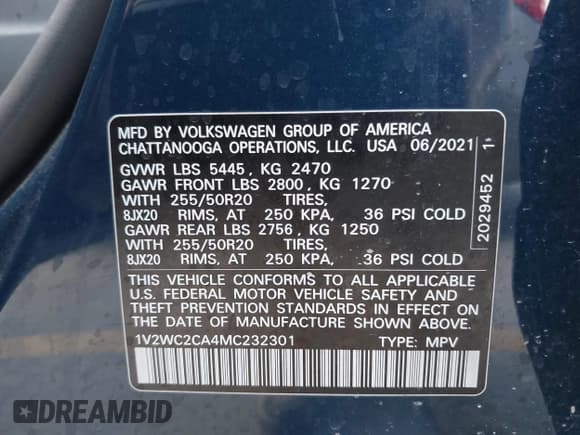 MFD BY VOLKSWAGEN GROUP OF AMERICA
CHATTANOOGA OPERATIONS, LLC. USA 06/2021
GVWR LBS 5445, KG 2470
GAWR FRONT LBS 2800, KG 1270
WITH 255/50R20 TIRES,
8JX20 RIMS, AT 250 KPA, 36 PSI COLD
GAWR REAR LBS 2756, KG 1250
WITH 255/50R20 TIRES,
8JX20 RIMS, AT 250 KPA, 36 PSI COLD
THIS VEHICLE CONFORMS TO ALL APPLICABLE
U.S. FEDERAL MOTOR VEHICLE SAFETY AND
THEFT PREVENTION STANDARDS IN EFFECT ON
THE DATE OF MANUFACTURE SHOWN ABOVE.
1V2WC2CA4MC232301 TYPE: MPV
2029452 1-
DREAMBID